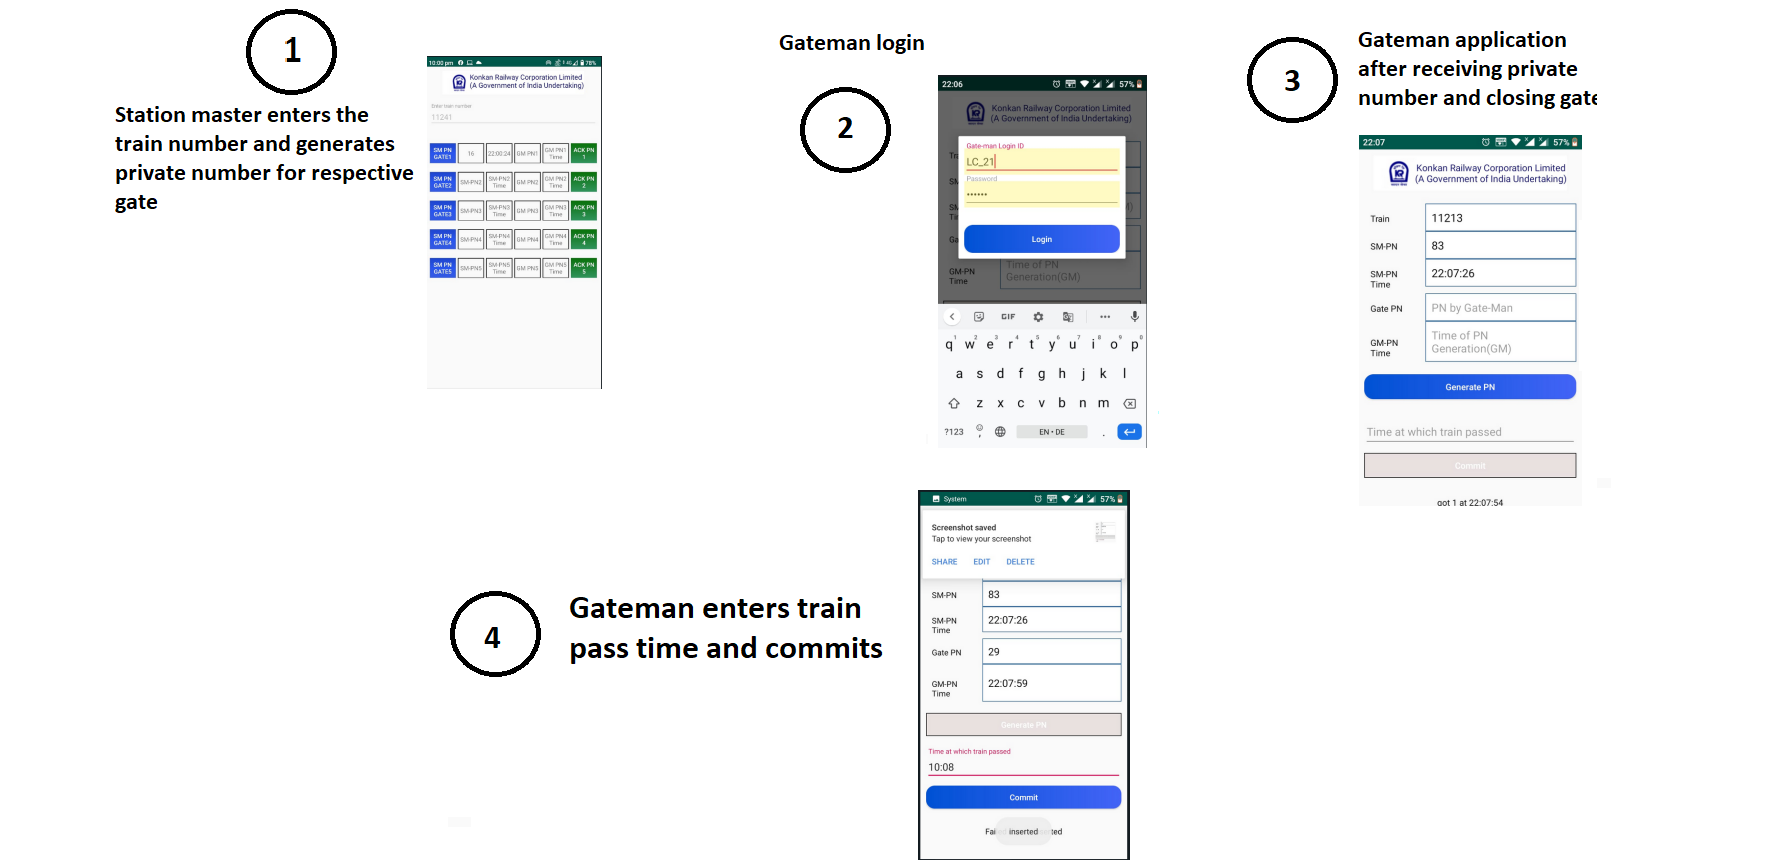 1
Station master enters the
train number and generates
private number for respective
gate
10:00 pm 4G 78%
Konkan Railway Corporation Limited
(A Government of India Undertaking)
Enter train number
11241
SM PN GATE1 16 22:00:24 GM PN1 GM PN1 Time ACK PN 1
SM PN GATE2 SM-PN2 SM-PN2 Time GM PN2 GM PN2 Time ACK PN 2
SM PN GATE3 SM-PN3 SM-PN3 Time GM PN3 GM PN3 Time ACK PN 3
SM PN GATE4 SM-PN4 SM-PN4 Time GM PN4 GM PN4 Time ACK PN 4
SM PN GATE5 SM-PN5 SM-PN5 Time GM PN5 GM PN5 Time ACK PN 5
Gateman login
2
22:06 57%
Konkan Railway Corporation Limited
(A Government of India Undertaking)
Gate-man Login ID
LC_21
Password
••••••
Login
GM-PN
Time
Time of PN
Generation(GM)
GIF
q1 w2 e3 r4 t5 y6 u7 i8 o9 p0
a s d f g h j k l
z x c v b n m
?123 , EN • DE .
3
Gateman application
after receiving private
number and closing gate
22:07 57%
Konkan Railway Corporation Limited
(A Government of India Undertaking)
Train 11213
SM-PN 83
SM-PN
Time 22:07:26
Gate PN PN by Gate-Man
GM-PN
Time
Time of PN
Generation(GM)
Generate PN
Time at which train passed
Commit
got 1 at 22:07:54
4
Gateman enters train
pass time and commits
System 57%
Screenshot saved
Tap to view your screenshot
SHARE EDIT DELETE
SM-PN 83
SM-PN
Time 22:07:26
Gate PN 29
GM-PN
Time 22:07:59
Generate PN
Time at which train passed
10:08
Commit
inserted